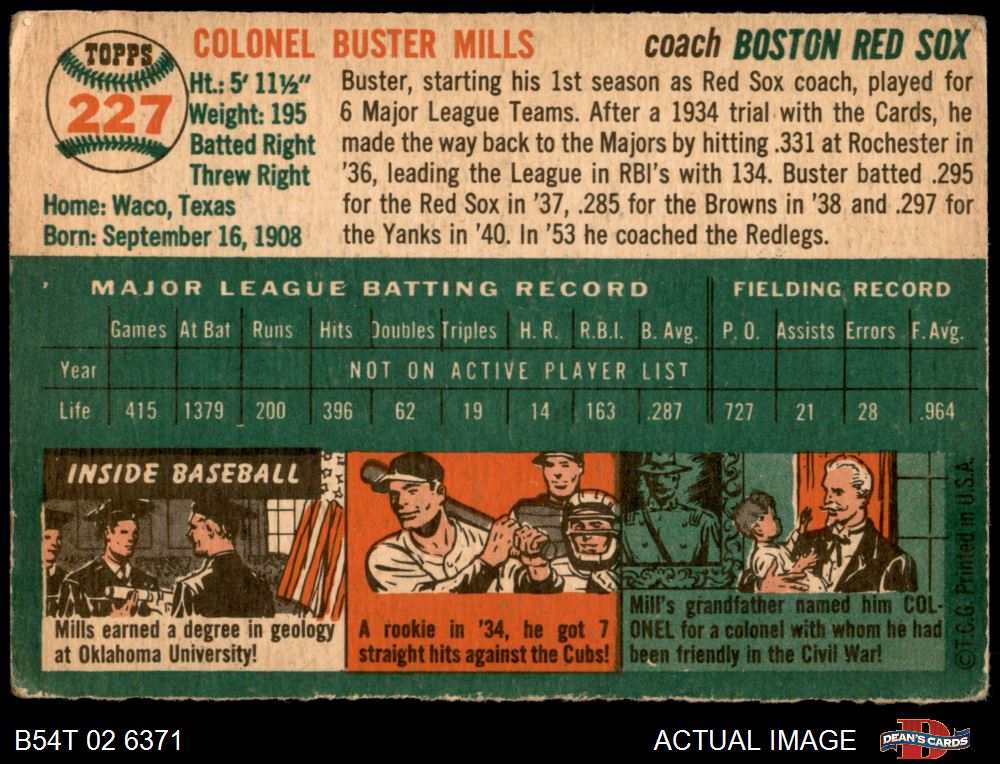 TOPPS
227
COLONEL BUSTER MILLS
coach BOSTON RED SOX
Ht.: 5' 11½"
Weight: 195
Batted Right
Threw Right
Home: Waco, Texas
Born: September 16, 1908
Buster, starting his 1st season as Red Sox coach, played for
6 Major League Teams. After a 1934 trial with the Cards, he
made the way back to the Majors by hitting .331 at Rochester in
'36, leading the League in RBI's with 134. Buster batted .295
for the Red Sox in '37, .285 for the Browns in '38 and .297 for
the Yanks in '40. In '53 he coached the Redlegs.
MAJOR LEAGUE BATTING RECORD FIELDING RECORD
Games At Bat Runs Hits Doubles Triples H. R. R.B.I. B. Avg. P. O. Assists Errors F. Avg.
Year NOT ON ACTIVE PLAYER LIST
Life 415 1379 200 396 62 19 14 163 .287 727 21 28 .964
INSIDE BASEBALL
Mills earned a degree in geology
at Oklahoma University!
A rookie in '34, he got 7
straight hits against the Cubs!
Mill's grandfather named him COL-
ONEL for a colonel with whom he had
been friendly in the Civil War!
©T.C.G. Printed in U.S.A.
B54T 02 6371
ACTUAL IMAGE
D
DEAN'S CARDS